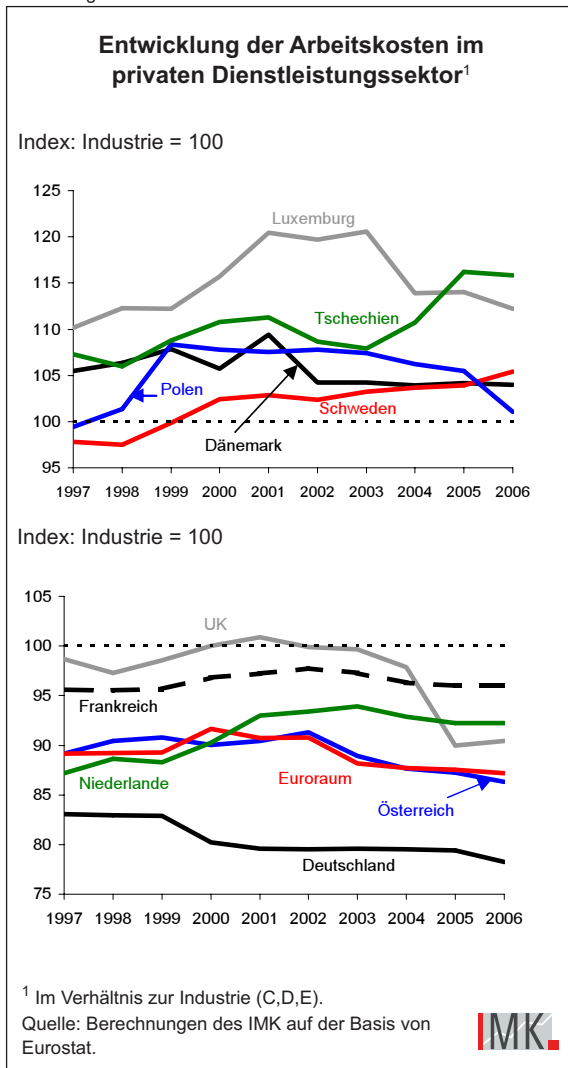 Entwicklung der Arbeitskosten im
privaten Dienstleistungssektor¹
Index: Industrie = 100
125
120
115
110
105
100
95
Luxemburg
Tschechien
Polen
Schweden
Dänemark
1997 1998 1999 2000 2001 2002 2003 2004 2005 2006
Index: Industrie = 100
105
100
95
90
85
80
75
UK
Frankreich
Niederlande
Euroraum
Österreich
Deutschland
1997 1998 1999 2000 2001 2002 2003 2004 2005 2006
¹ Im Verhältnis zur Industrie (C,D,E).
Quelle: Berechnungen des IMK auf der Basis von
Eurostat.
IMK